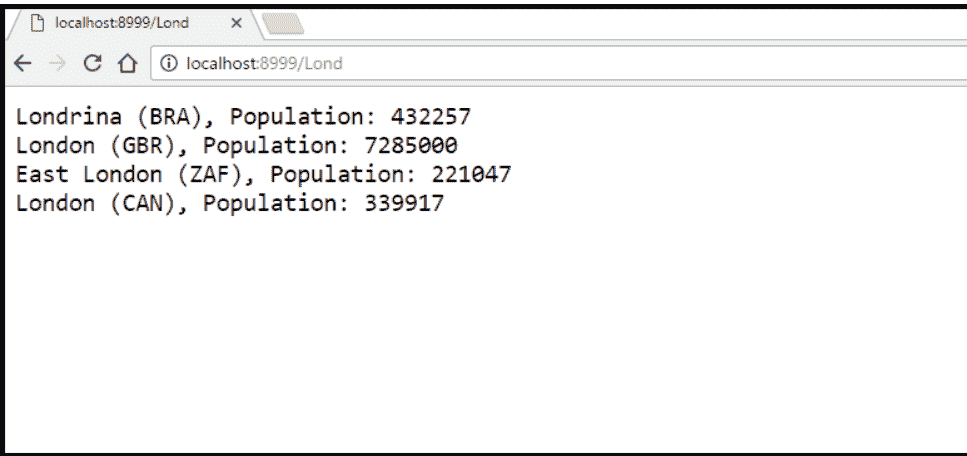 localhost:8999/Lond
localhost:8999/Lond
Londrina (BRA), Population: 432257
London (GBR), Population: 7285000
East London (ZAF), Population: 221047
London (CAN), Population: 339917